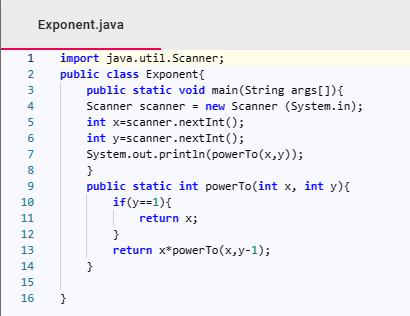 Exponent.java
1 import java.util.Scanner;
2 public class Exponent{
3 public static void main(String args[]){
4 Scanner scanner = new Scanner (System.in);
5 int x=scanner.nextInt();
6 int y=scanner.nextInt();
7 System.out.println(powerTo(x,y));
8 }
9 public static int powerTo(int x, int y){
10 if(y==1){
11 return x;
12 }
13 return x*powerTo(x,y-1);
14 }
15
16 }